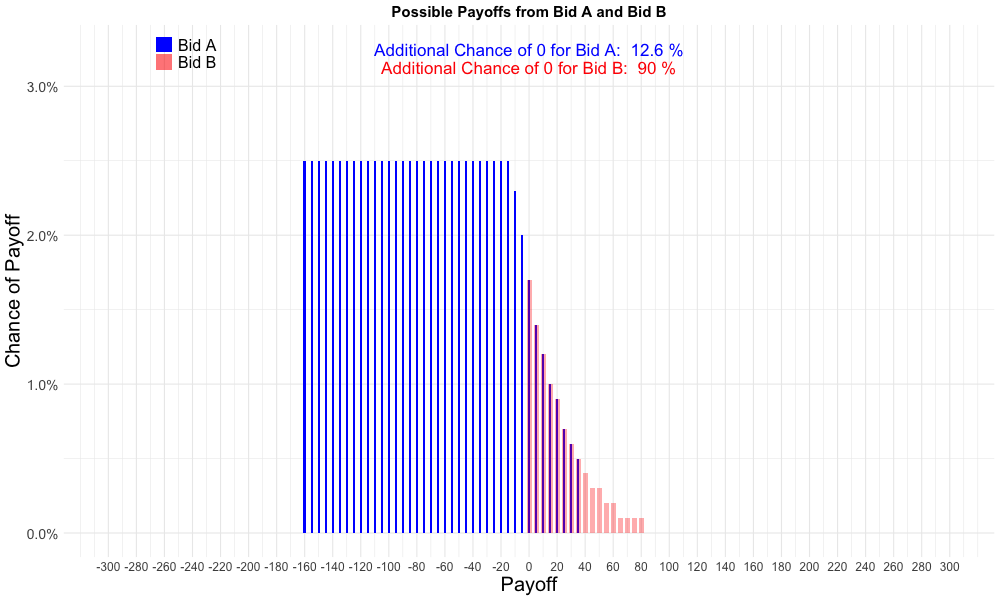 Possible Payoffs from Bid A and Bid B
Bid A
Bid B
Additional Chance of 0 for Bid A:  12.6 %
Additional Chance of 0 for Bid B:  90 %
Chance of Payoff
3.0%
2.0%
1.0%
0.0%
-300 -280 -260 -240 -220 -200 -180 -160 -140 -120 -100 -80 -60 -40 -20 0 20 40 60 80 100 120 140 160 180 200 220 240 260 280 300
Payoff